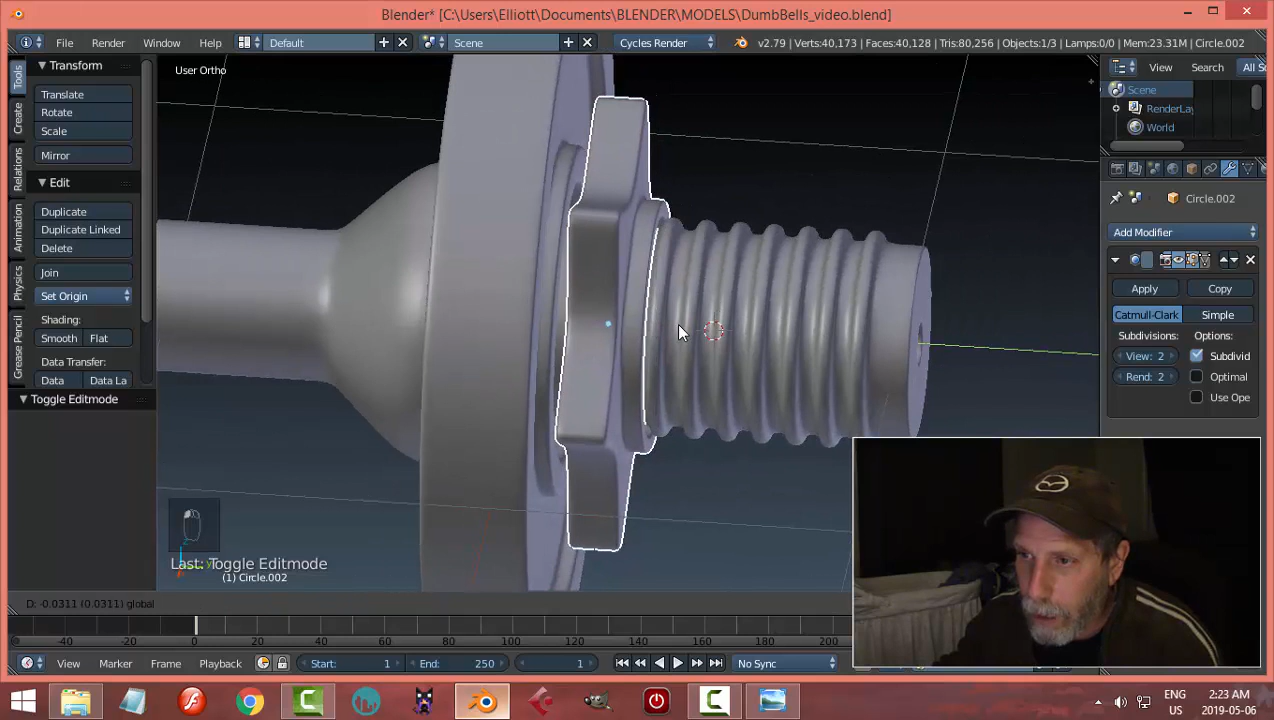 Blender* [C:\Users\Elliott\Documents\BLENDER\MODELS\DumbBells_video.blend]
File Render Window Help Default Scene Cycles Render v2.79 | Verts:40,173 | Faces:40,128 | Tris:80,256 | Objects:1/3 | Lamps:0/0 | Mem:23.31M | Circle.002
Tools
Create
Relations
Animation
Physics
Grease Pencil
Transform
Translate
Rotate
Scale
Mirror
Edit
Duplicate
Duplicate Linked
Delete
Join
Set Origin
Shading:
Smooth Flat
Data Transfer:
Data Data La
Toggle Editmode
User Ortho
Last: Toggle Editmode
(1) Circle.002
D: -0.0311 (0.0311) global
View Search All S
Scene
RenderLay
World
Circle.002
Add Modifier
Apply Copy
Catmull-Clark Simple
Subdivisions: Options:
View: 2 Subdivid
Rend: 2 Optimal
Use Ope
-40 -20 0 20 40 60 80 100 120 140 160 180 200
View Marker Frame Playback Start: 1 End: 250 1 No Sync
ENG 2:23 AM
US 2019-05-06